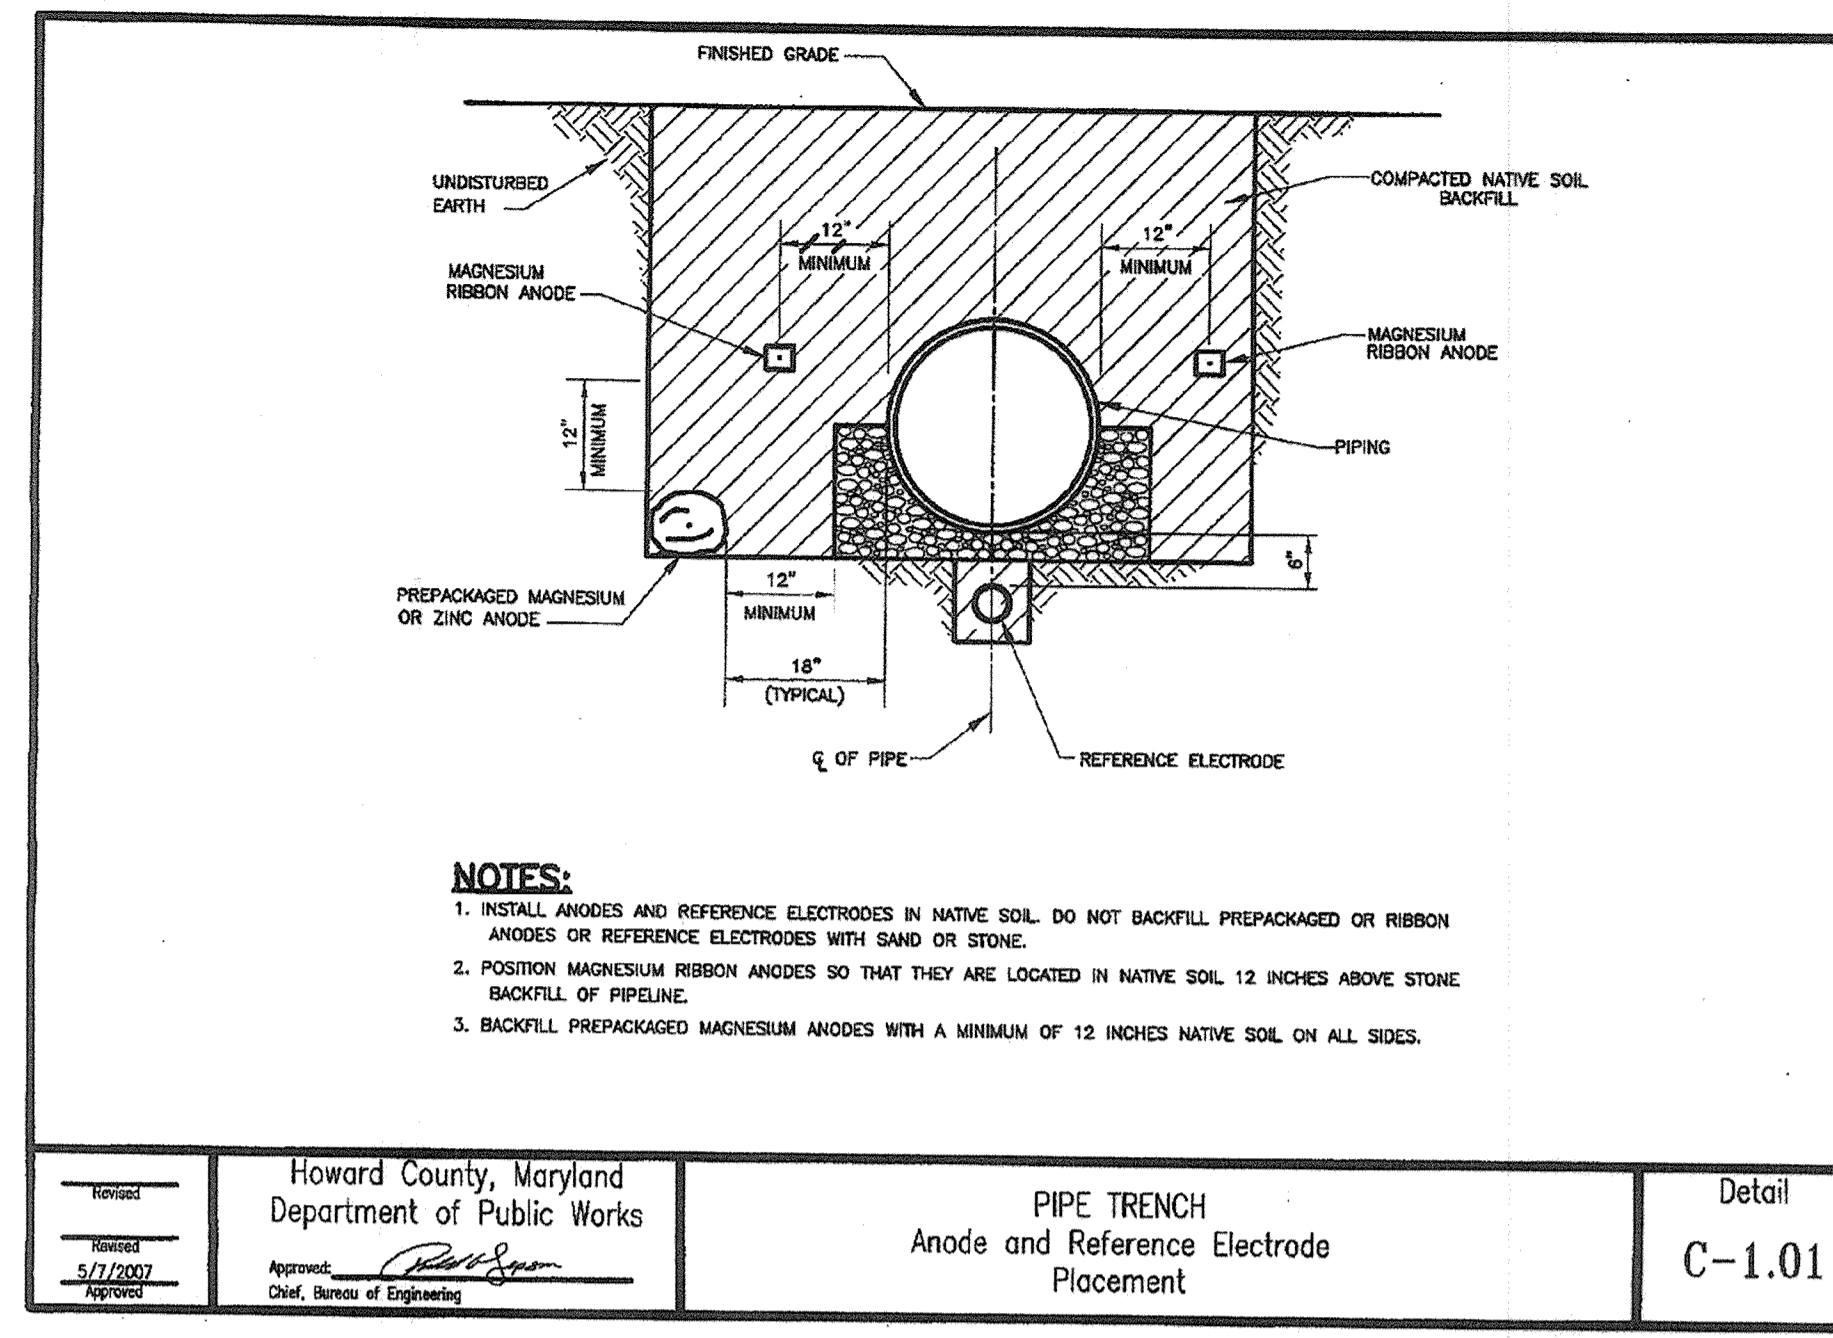 FINISHED GRADE
UNDISTURBED
EARTH
COMPACTED NATIVE SOIL
BACKFILL
12"
MINIMUM
12"
MINIMUM
MAGNESIUM
RIBBON ANODE
MAGNESIUM
RIBBON ANODE
12"
MINIMUM
PIPING
6"
PREPACKAGED MAGNESIUM
OR ZINC ANODE
12"
MINIMUM
18"
(TYPICAL)
℄ OF PIPE
REFERENCE ELECTRODE
NOTES:
1. INSTALL ANODES AND REFERENCE ELECTRODES IN NATIVE SOIL. DO NOT BACKFILL PREPACKAGED OR RIBBON
ANODES OR REFERENCE ELECTRODES WITH SAND OR STONE.
2. POSITION MAGNESIUM RIBBON ANODES SO THAT THEY ARE LOCATED IN NATIVE SOIL 12 INCHES ABOVE STONE
BACKFILL OF PIPELINE.
3. BACKFILL PREPACKAGED MAGNESIUM ANODES WITH A MINIMUM OF 12 INCHES NATIVE SOIL ON ALL SIDES.
Revised
Revised
5/7/2007
Approved
Howard County, Maryland
Department of Public Works
Approved:
Chief, Bureau of Engineering
PIPE TRENCH
Anode and Reference Electrode
Placement
Detail
C-1.01